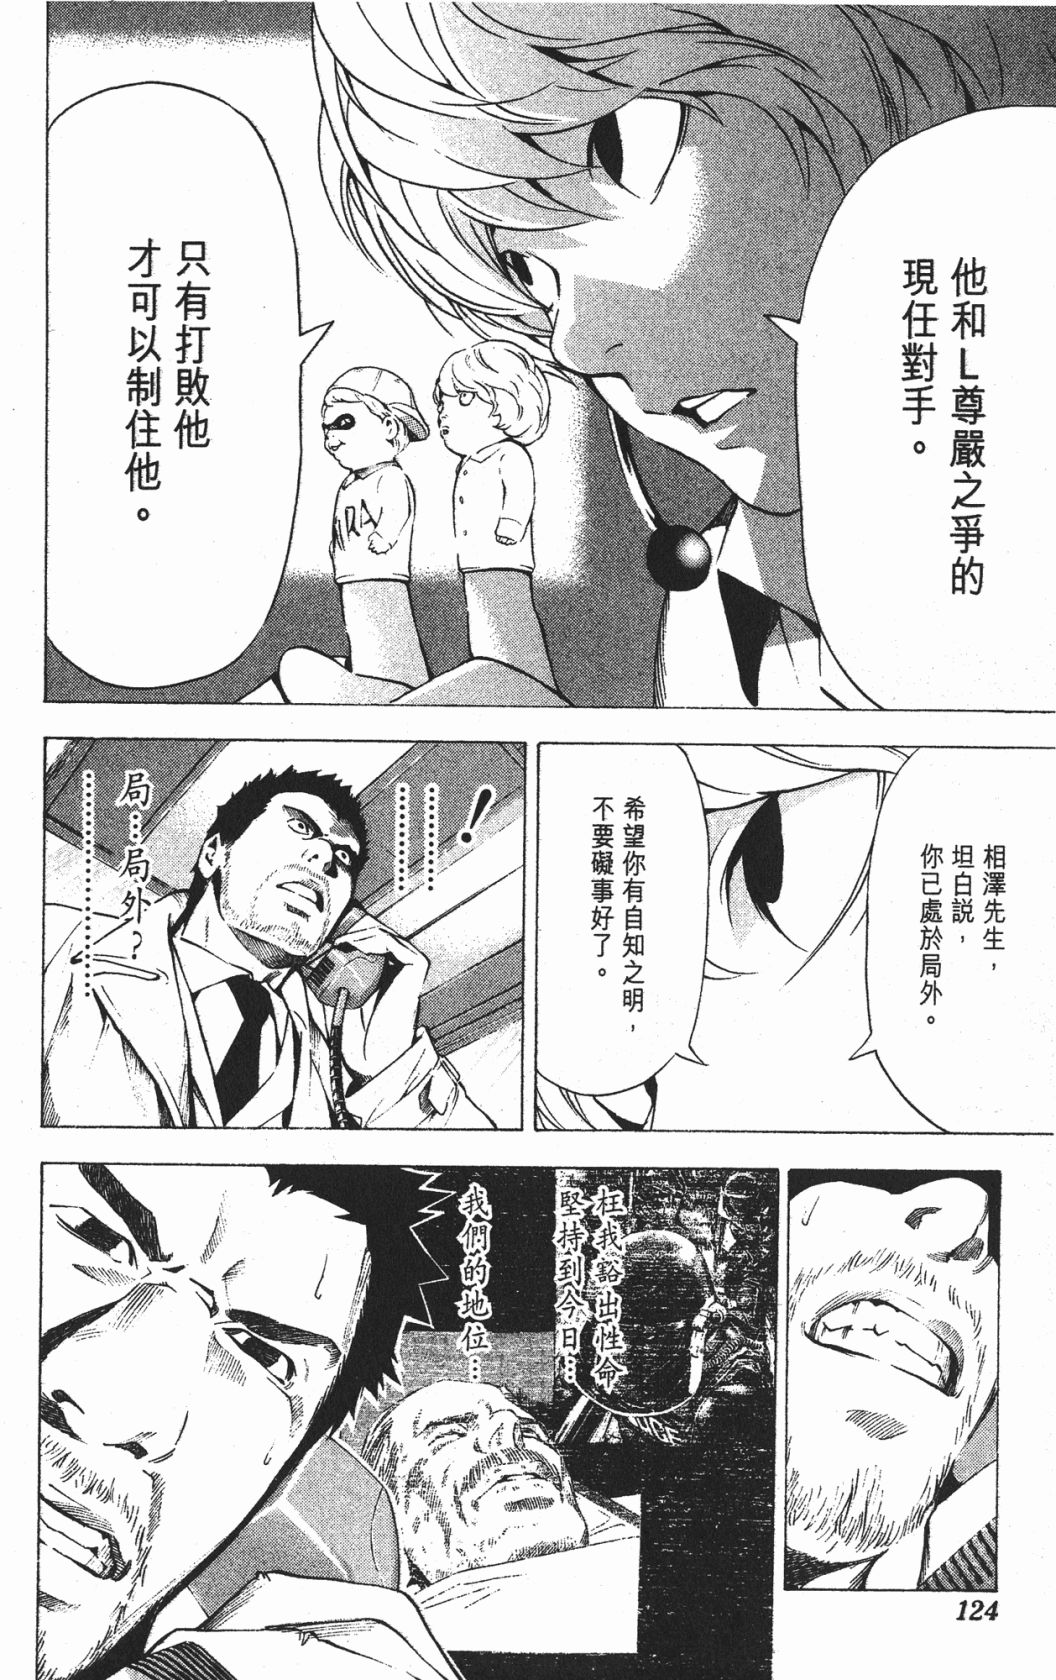 他和L尊嚴之爭的
現任對手。
只有打敗他
才可以制住他。
相澤先生，
坦白說，
你已處於局外。
希望你有自知之明，
不要礙事好了。
！
…………
…………
局…局外？
…………………
枉我豁出性命
堅持到今日…
我們的地位…
124